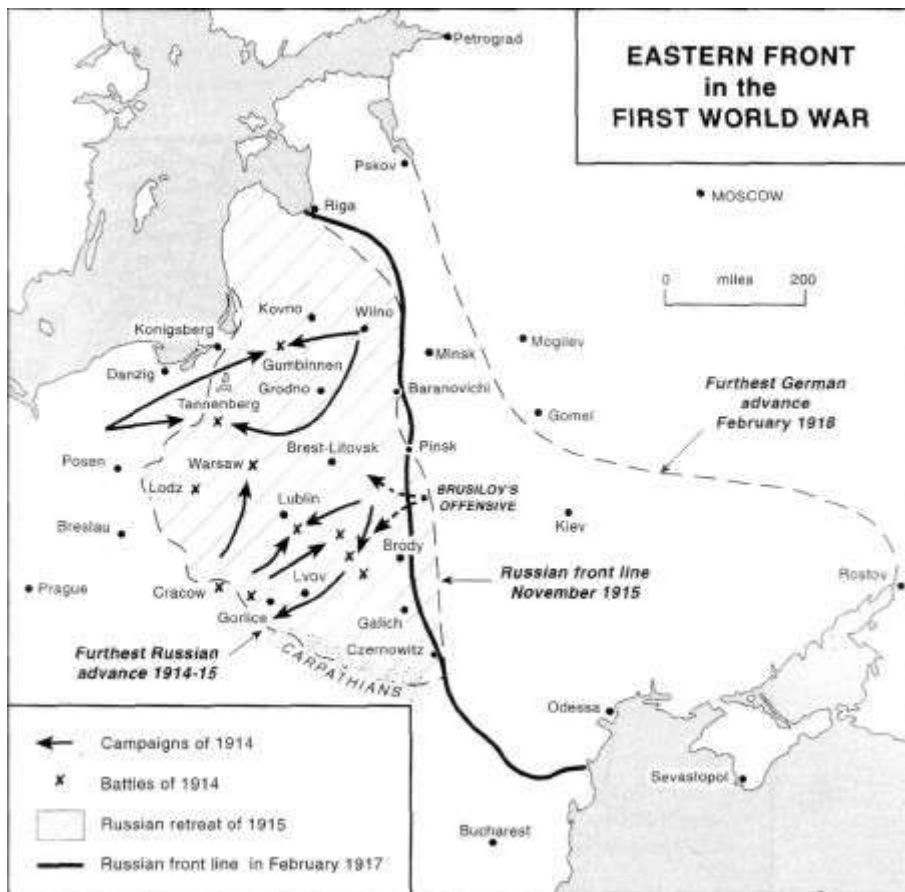 EASTERN FRONT
in the
FIRST WORLD WAR
Petrograd
Pskov
MOSCOW
Riga
0 miles 200
Kovno
Wilno
Konigsberg
Gumbinnen
Minsk
Mogilev
Danzig
Grodno
Baranovichi
Tannenberg
Furthest German
advance
February 1918
Gomel
Brest-Litovsk
Pinsk
Posen
Warsaw
Lodz
Lublin
BRUSILOV'S
OFFENSIVE
Kiev
Breslau
Brody
Lvov
Russian front line
November 1915
Prague
Cracow
Rostov
Gorlice
Galich
Furthest Russian
advance 1914-15
CARPATHIANS
Czernowitz
Odessa
Sevastopol
Bucharest
Campaigns of 1914
Battles of 1914
Russian retreat of 1915
Russian front line in February 1917